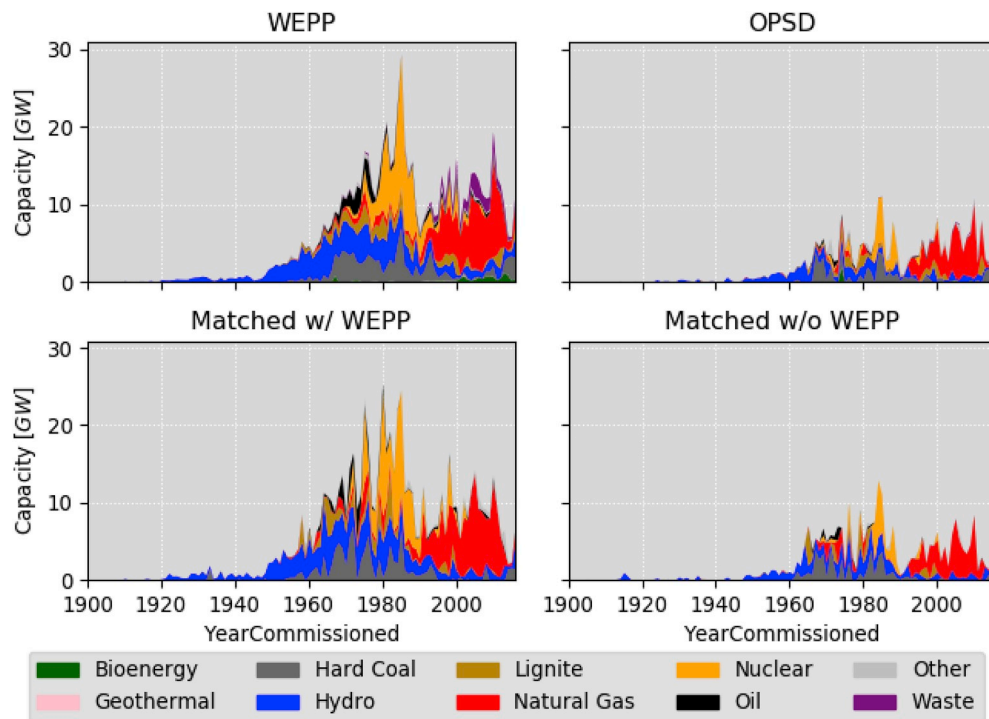 WEPP
OPSD
Capacity [GW]
30
20
10
0
Matched w/ WEPP
Matched w/o WEPP
Capacity [GW]
30
20
10
0
1900 1920 1940 1960 1980 2000
1900 1920 1940 1960 1980 2000
YearCommissioned
YearCommissioned
Bioenergy Hard Coal Lignite Nuclear Other
Geothermal Hydro Natural Gas Oil Waste